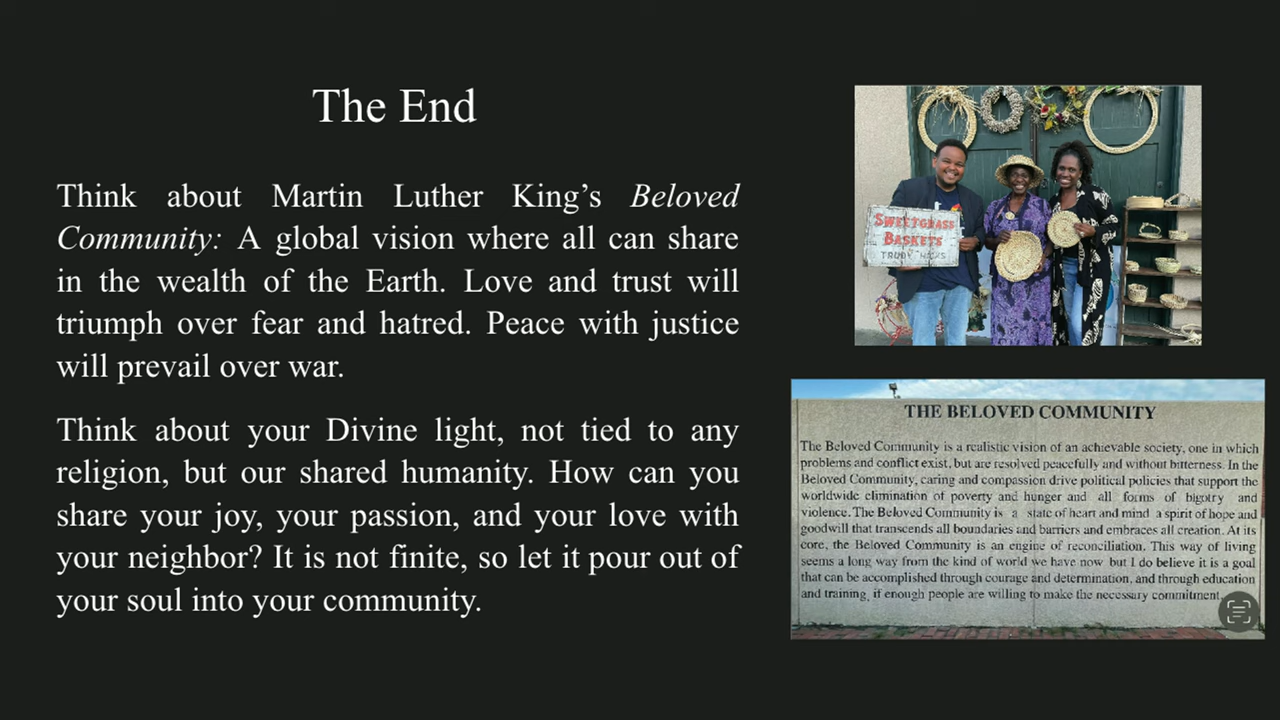 The End
Think about Martin Luther King’s Beloved
Community: A global vision where all can share
in the wealth of the Earth. Love and trust will
triumph over fear and hatred. Peace with justice
will prevail over war.
Think about your Divine light, not tied to any
religion, but our shared humanity. How can you
share your joy, your passion, and your love with
your neighbor? It is not finite, so let it pour out of
your soul into your community.
SWEETGRASS
BASKETS
THE BELOVED COMMUNITY
The Beloved Community is a realistic vision of an achievable society, one in which
problems and conflict exist, but are resolved peacefully and without bitterness. In the
Beloved Community, caring and compassion drive political policies that support the
worldwide elimination of poverty and hunger and all forms of bigotry and
violence. The Beloved Community is a state of heart and mind a spirit of hope and
goodwill that transcends all boundaries and barriers and embraces all creation. At its
core, the Beloved Community is an engine of reconciliation. This way of living
seems a long way from the kind of world we have now but I do believe it is a goal
that can be accomplished through courage and determination, and through education
and training, if enough people are willing to make the necessary commitment.